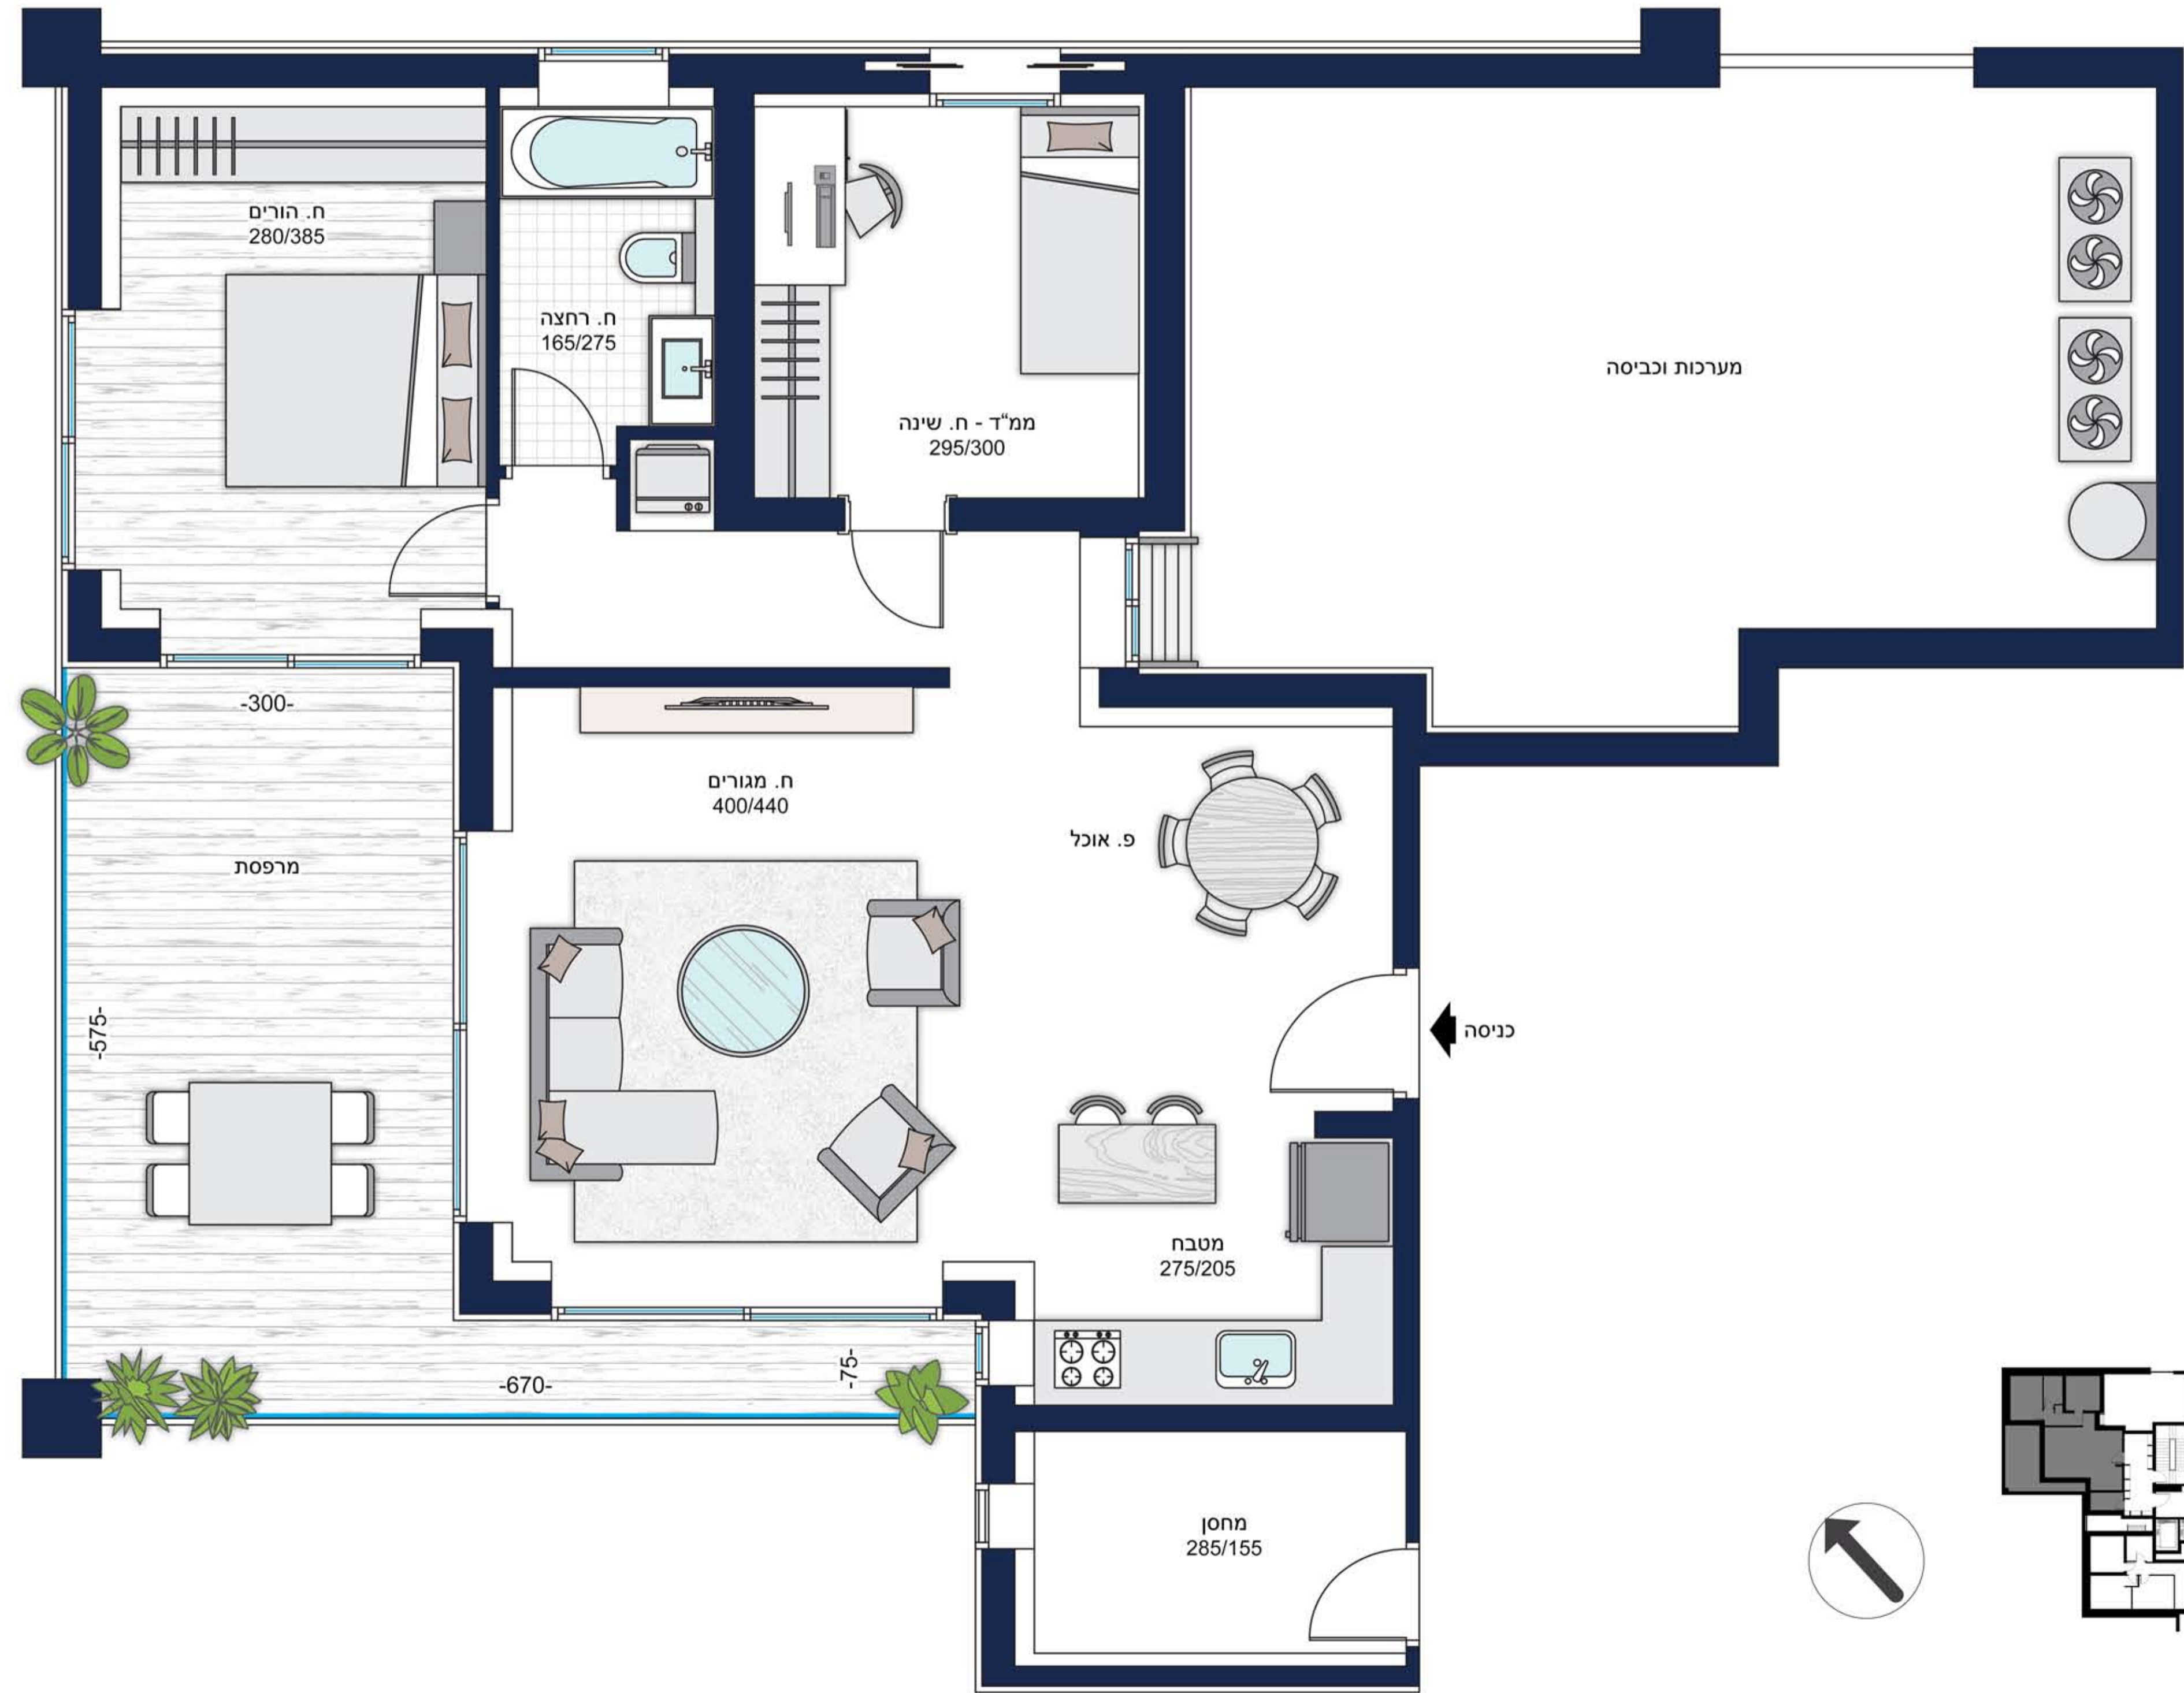 ח. הורים
280/385
ח. רחצה
165/275
ממ"ד - ח. שינה
295/300
מערכות וכביסה
-300-
ח. מגורים
400/440
פ. אוכל
מרפסת
-575-
כניסה
מטבח
275/205
-670-
-75-
מחסן
285/155